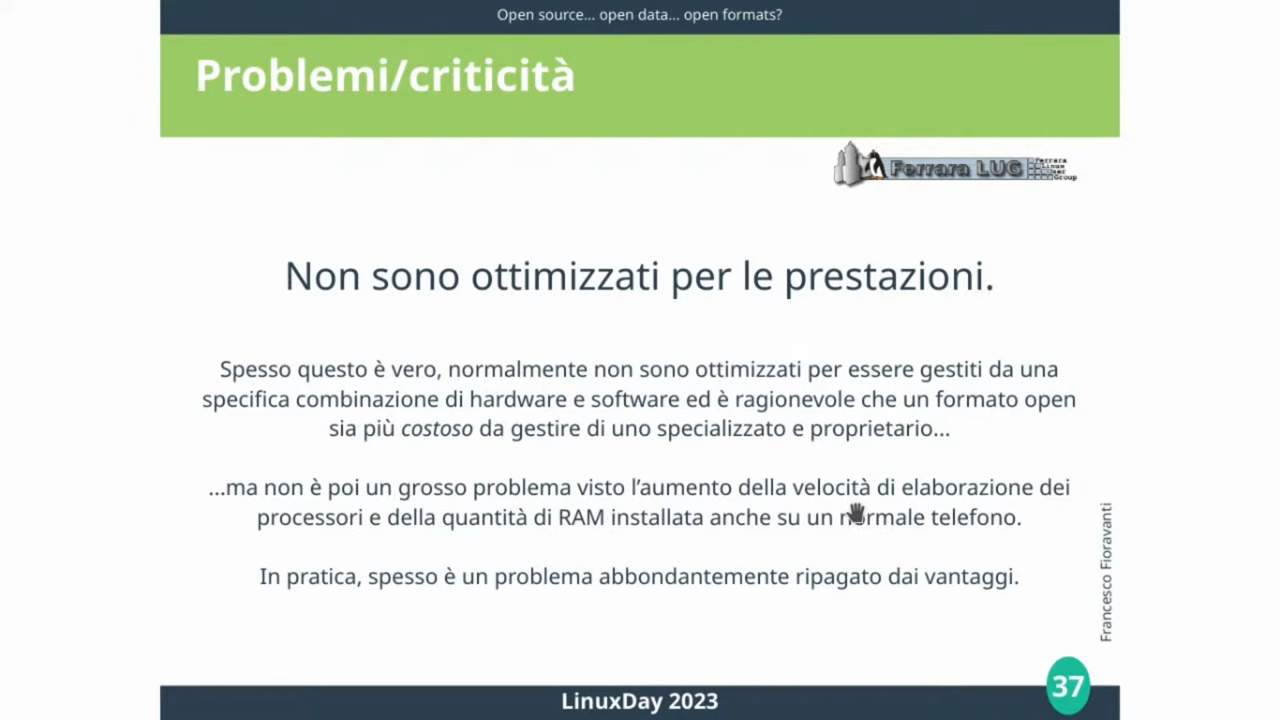 Open source... open data... open formats?
Problemi/criticità
Ferrara LUG
Ferrara
Linux
User
Group
Non sono ottimizzati per le prestazioni.
Spesso questo è vero, normalmente non sono ottimizzati per essere gestiti da una
specifica combinazione di hardware e software ed è ragionevole che un formato open
sia più costoso da gestire di uno specializzato e proprietario...
...ma non è poi un grosso problema visto l'aumento della velocità di elaborazione dei
processori e della quantità di RAM installata anche su un normale telefono.
In pratica, spesso è un problema abbondantemente ripagato dai vantaggi.
Francesco Fioravanti
LinuxDay 2023
37